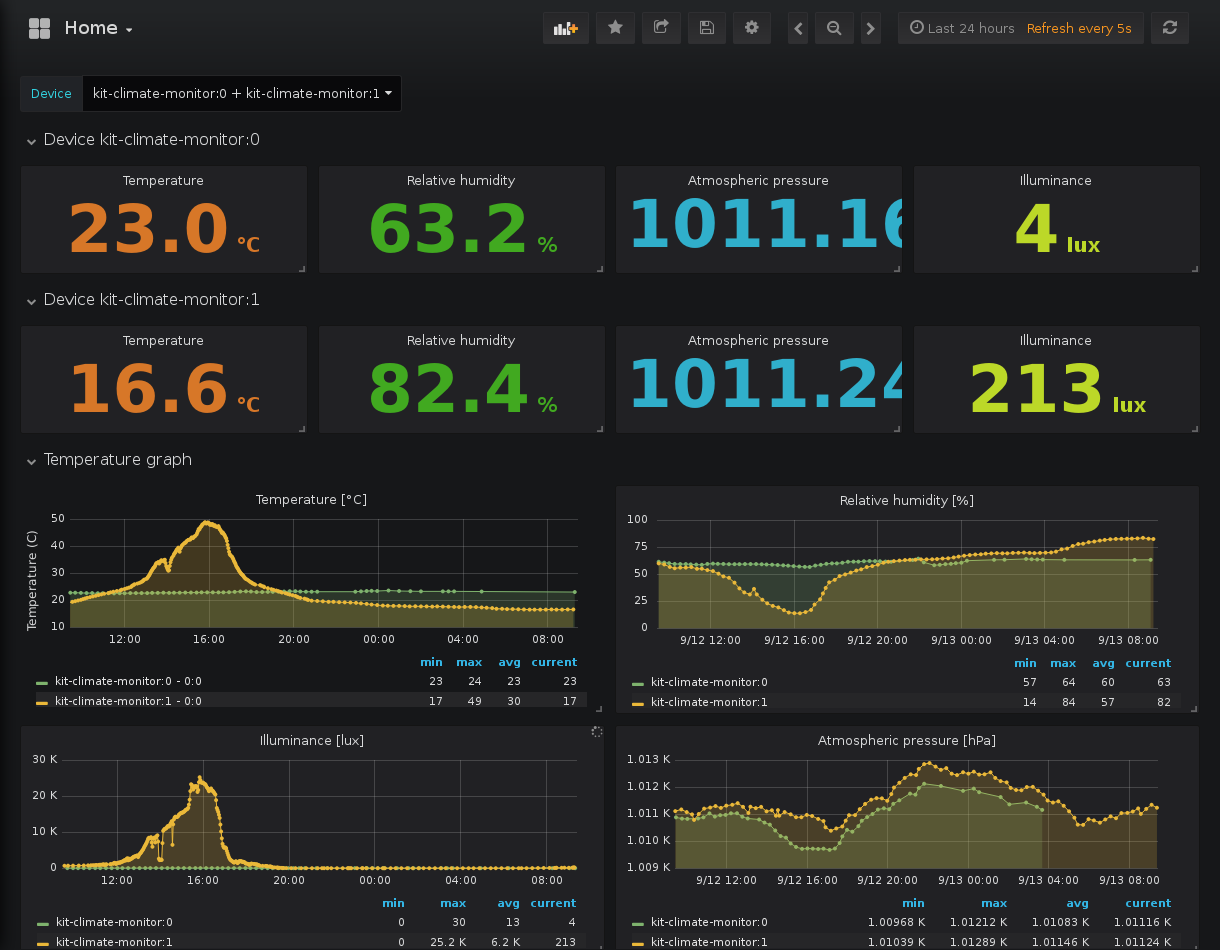 Home
Last 24 hours Refresh every 5s
Device kit-climate-monitor:0 + kit-climate-monitor:1
Device kit-climate-monitor:0
Temperature Relative humidity Atmospheric pressure Illuminance
23.0 °C 63.2 % 1011.16 4 lux
Device kit-climate-monitor:1
Temperature Relative humidity Atmospheric pressure Illuminance
16.6 °C 82.4 % 1011.24 213 lux
Temperature graph
Temperature [°C]
Temperature (C)
50
40
30
20
10
12:00 16:00 20:00 00:00 04:00 08:00
min max avg current
kit-climate-monitor:0 - 0:0 23 24 23 23
kit-climate-monitor:1 - 0:0 17 49 30 17
Relative humidity [%]
100
75
50
25
0
9/12 12:00 9/12 16:00 9/12 20:00 9/13 00:00 9/13 04:00 9/13 08:00
min max avg current
kit-climate-monitor:0 57 64 60 63
kit-climate-monitor:1 14 84 57 82
Illuminance [lux]
30 K
20 K
10 K
0
12:00 16:00 20:00 00:00 04:00 08:00
min max avg current
kit-climate-monitor:0 0 30 13 4
kit-climate-monitor:1 0 25.2 K 6.2 K 213
Atmospheric pressure [hPa]
1.013 K
1.012 K
1.011 K
1.010 K
1.009 K
9/12 12:00 9/12 16:00 9/12 20:00 9/13 00:00 9/13 04:00 9/13 08:00
min max avg current
kit-climate-monitor:0 1.00968 K 1.01212 K 1.01083 K 1.01116 K
kit-climate-monitor:1 1.01039 K 1.01289 K 1.01146 K 1.01124 K